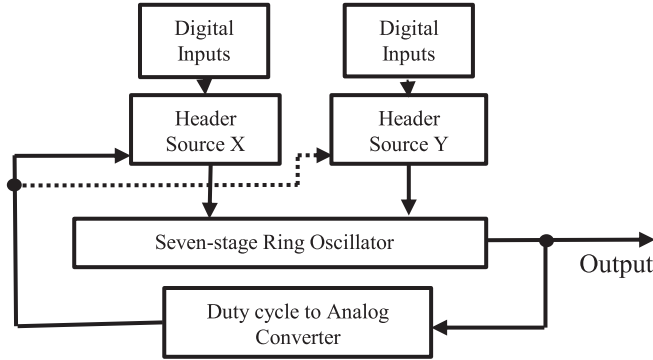 Digital
Inputs
Digital
Inputs
Header
Source X
Header
Source Y
Seven-stage Ring Oscillator
Output
Duty cycle to Analog
Converter